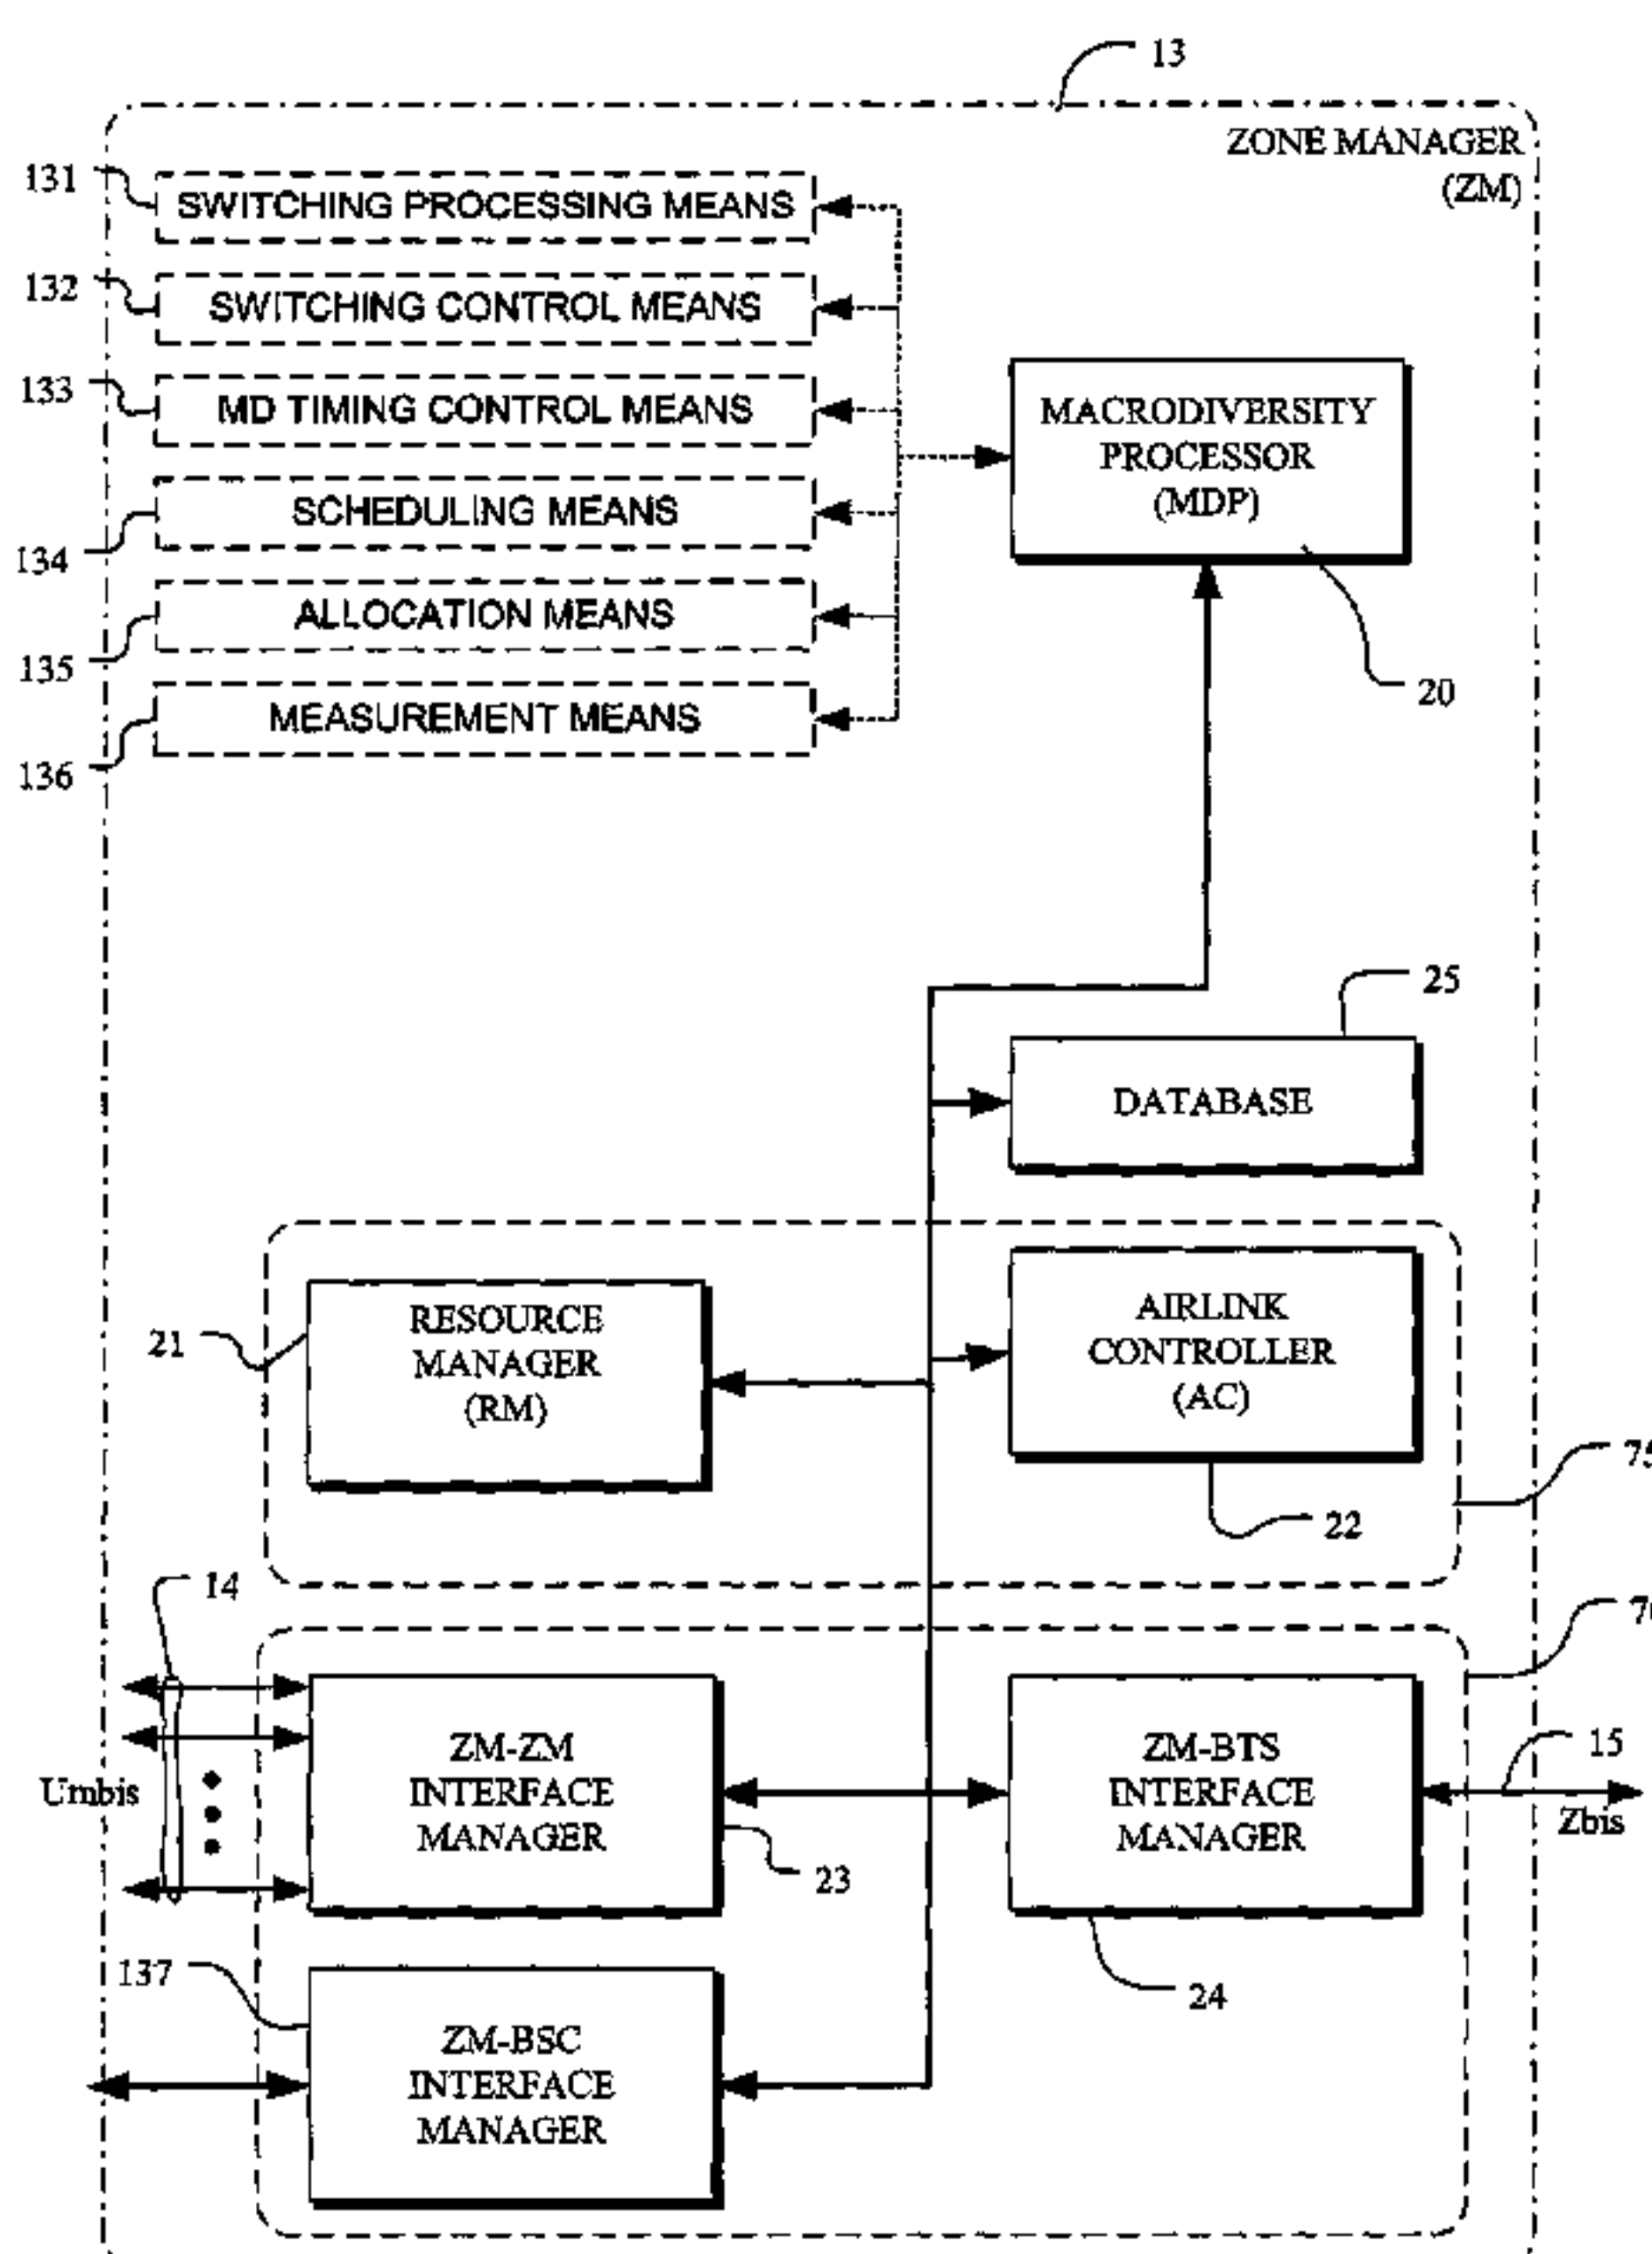 13
ZONE MANAGER
(ZM)
131
SWITCHING PROCESSING MEANS
132
SWITCHING CONTROL MEANS
133
MD TIMING CONTROL MEANS
134
SCHEDULING MEANS
135
ALLOCATION MEANS
136
MEASUREMENT MEANS
MACRODIVERSITY
PROCESSOR
(MDP)
20
25
DATABASE
21
RESOURCE
MANAGER
(RM)
AIRLINK
CONTROLLER
(AC)
22
75
14
Umbis
ZM-ZM
INTERFACE
MANAGER
23
ZM-BTS
INTERFACE
MANAGER
24
15
Zbis
137
ZM-BSC
INTERFACE
MANAGER